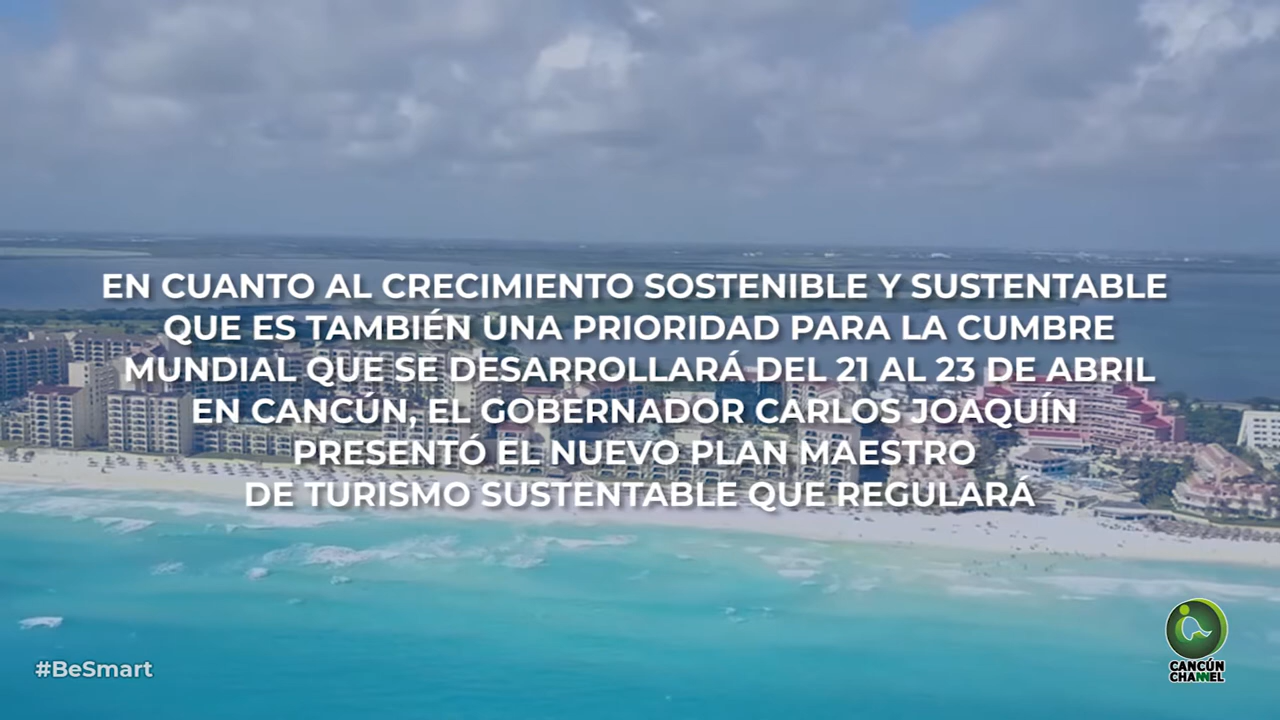 EN CUANTO AL CRECIMIENTO SOSTENIBLE Y SUSTENTABLE
QUE ES TAMBIÉN UNA PRIORIDAD PARA LA CUMBRE
MUNDIAL QUE SE DESARROLLARÁ DEL 21 AL 23 DE ABRIL
EN CANCÚN, EL GOBERNADOR CARLOS JOAQUÍN
PRESENTÓ EL NUEVO PLAN MAESTRO
DE TURISMO SUSTENTABLE QUE REGULARÁ
#BeSmart
CANCÚN
CHANNEL